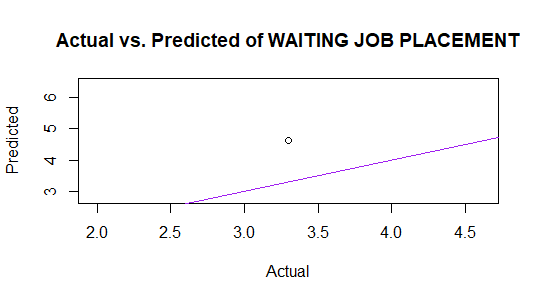 Actual vs. Predicted of WAITING JOB PLACEMENT
Predicted
6
5
4
3
2.0 2.5 3.0 3.5 4.0 4.5
Actual